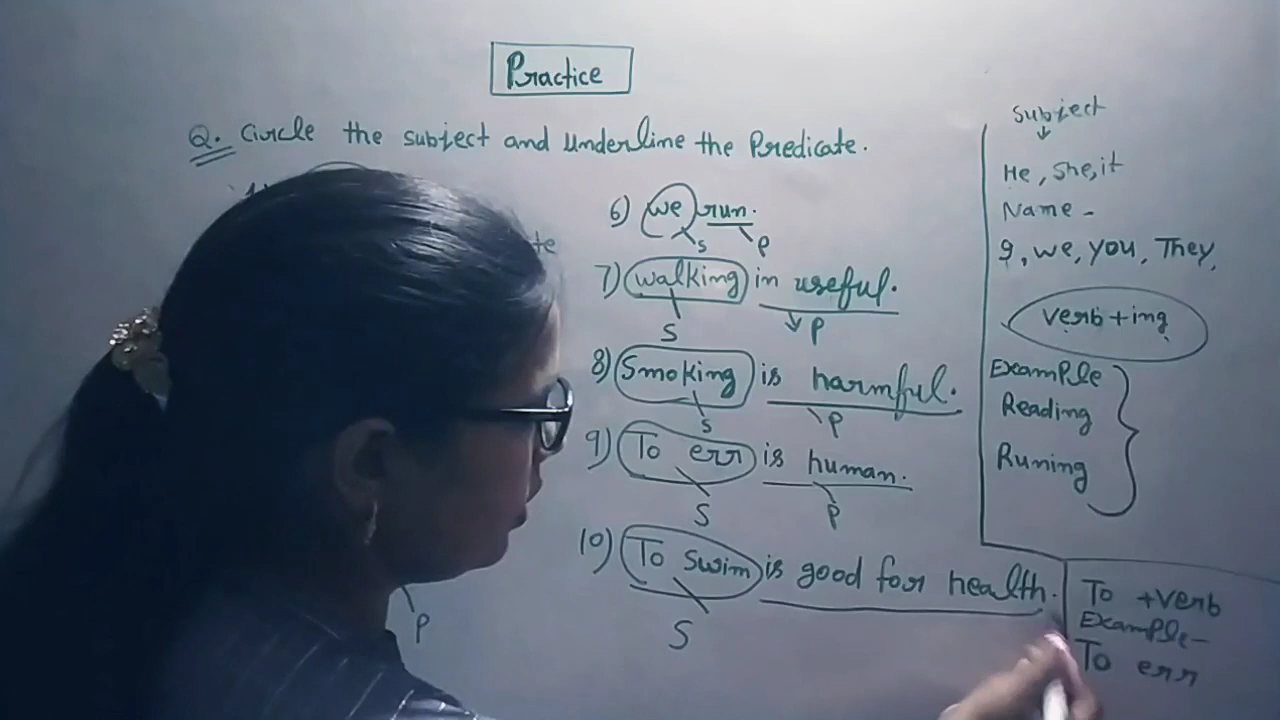 Practice
Q. Circle the subject and underline the Predicate.
6) we run.
S P
7) walking in useful.
S P
8) Smoking is harmful.
S P
9) To err is human.
S P
10) To swim is good for health.
S
P
Subject
He, She, it
Name -
I, we, you, They,
verb+ing
Example
Reading
Runing
To +verb
Example-
To err